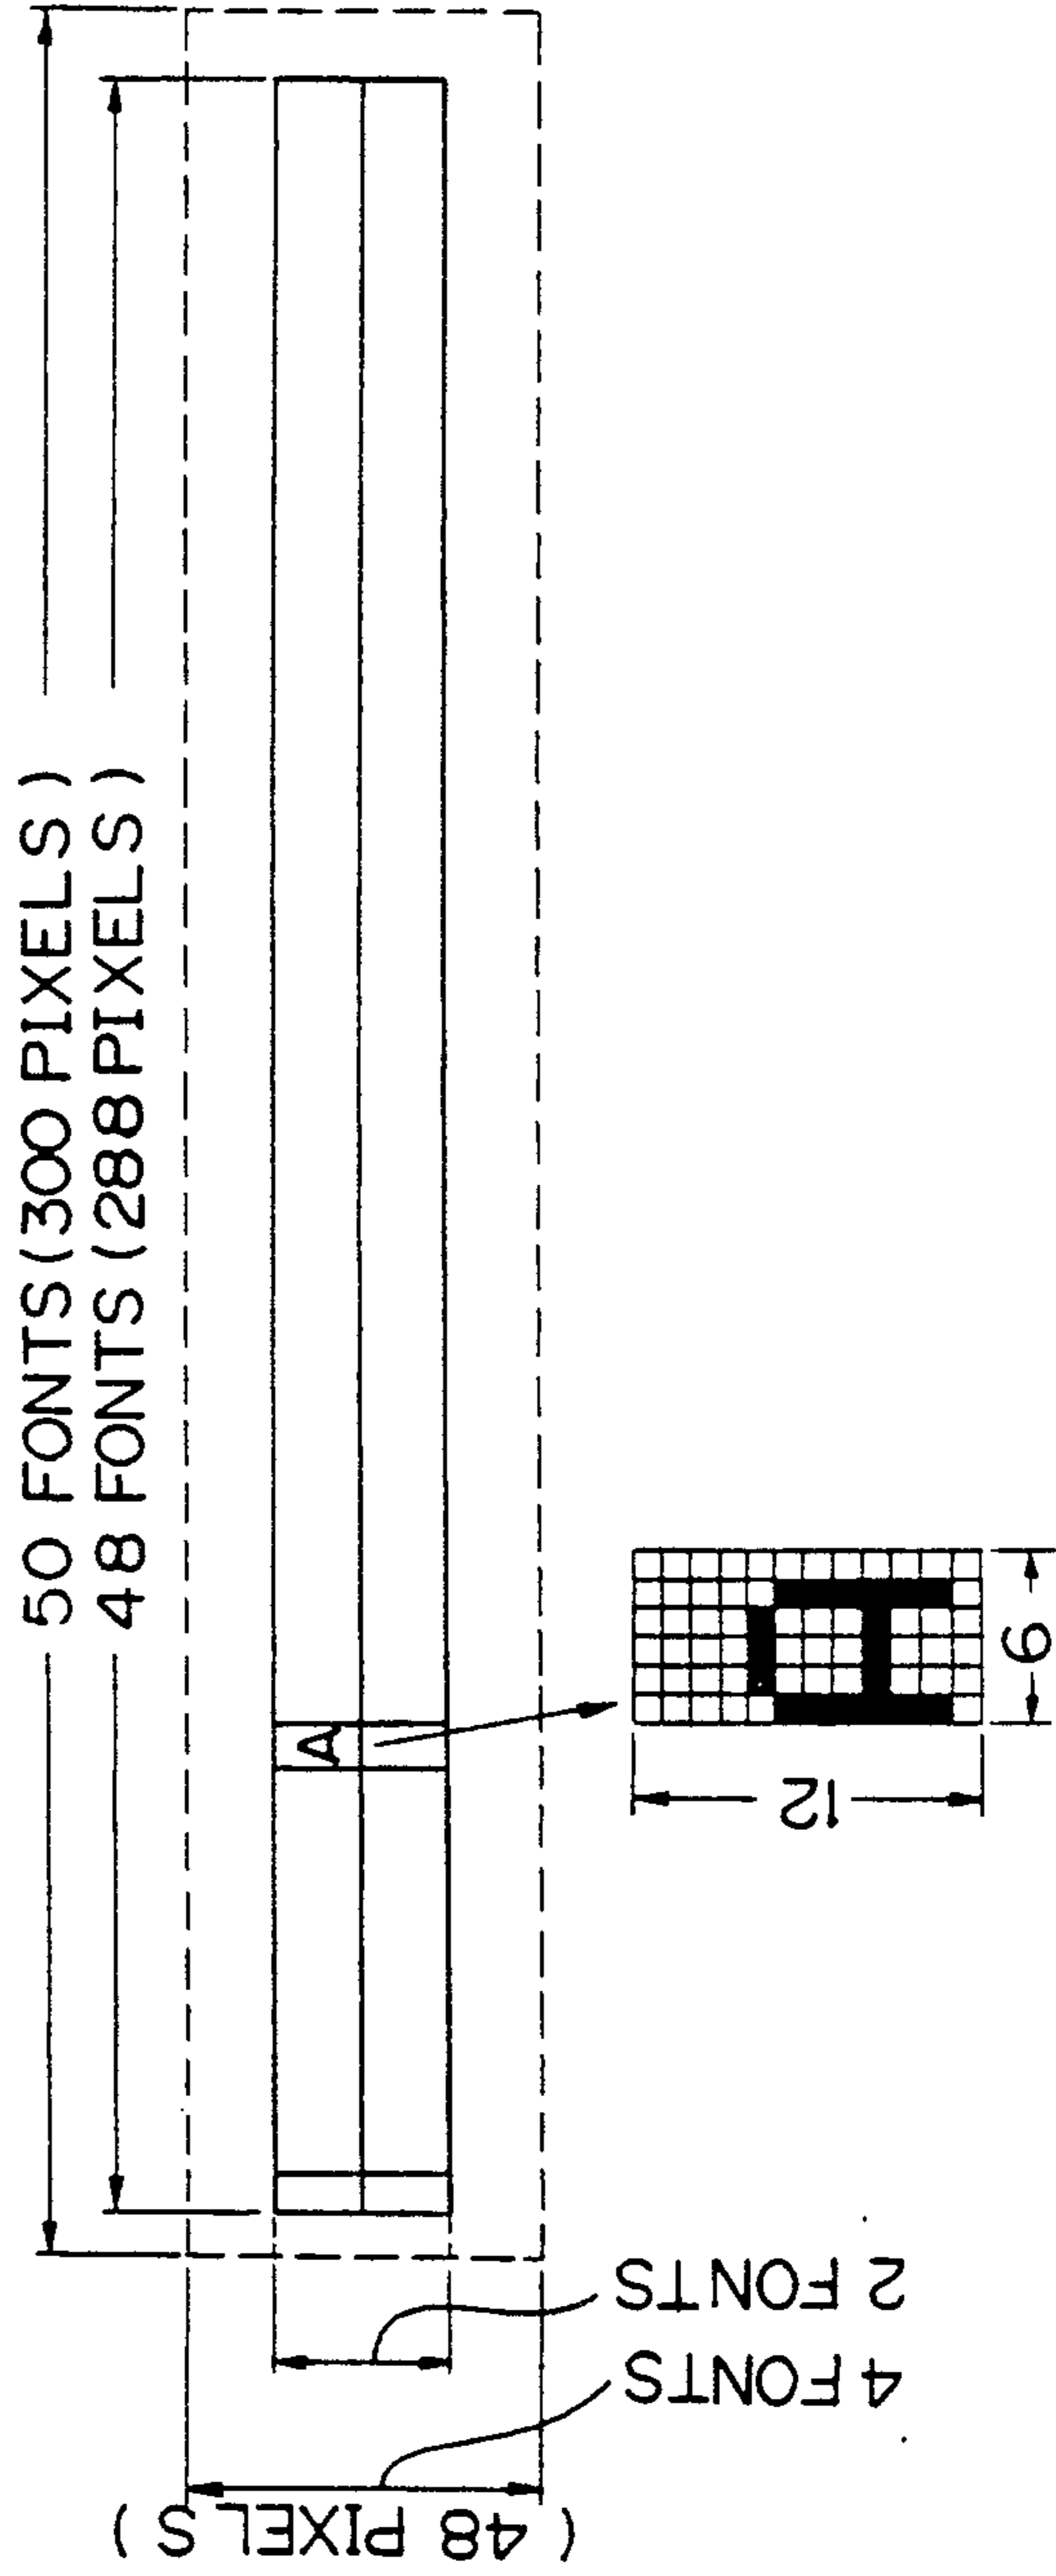 50 FONTS (300 PIXELS)
48 FONTS (288 PIXELS)
A
12
6
2 FONTS
4 FONTS
(48 PIXELS)